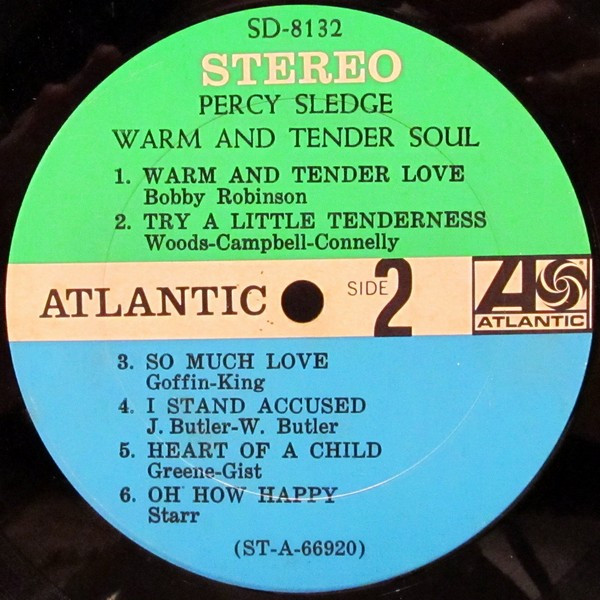 SD-8132
STEREO
PERCY SLEDGE
WARM AND TENDER SOUL
1. WARM AND TENDER LOVE
Bobby Robinson
2. TRY A LITTLE TENDERNESS
Woods-Campbell-Connelly
ATLANTIC
SIDE 2
A
ATLANTIC
3. SO MUCH LOVE
Goffin-King
4. I STAND ACCUSED
J. Butler-W. Butler
5. HEART OF A CHILD
Greene-Gist
6. OH HOW HAPPY
Starr
(ST-A-66920)